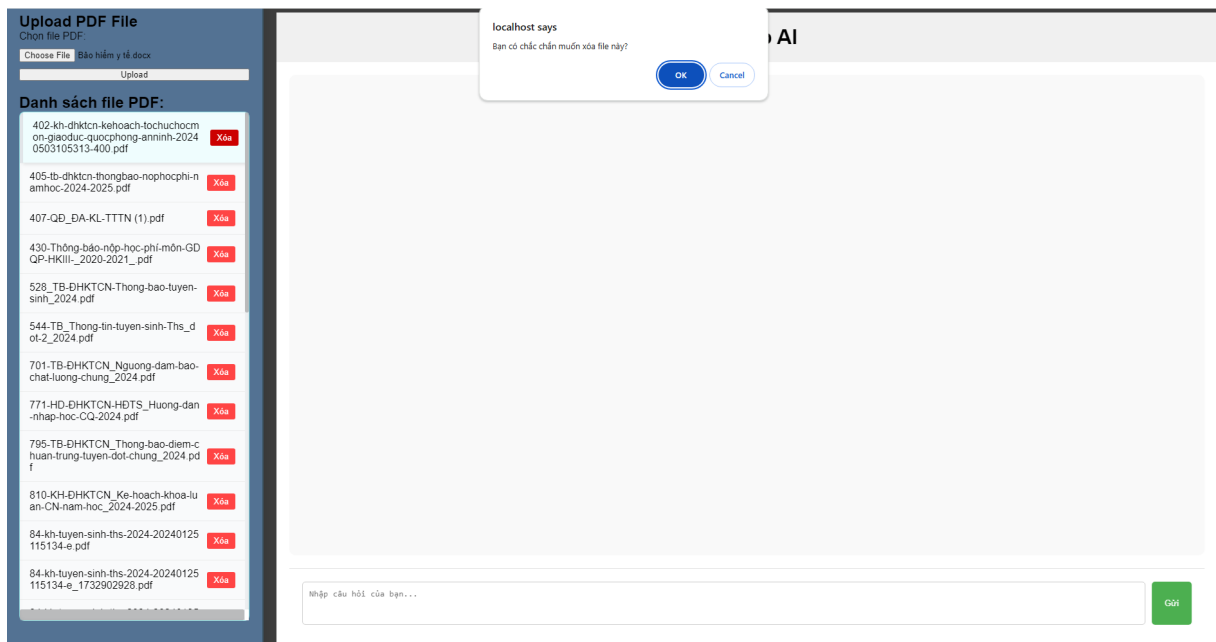 Upload PDF File
Chọn file PDF:
Choose File Bảo hiểm y tế.docx
Upload
Danh sách file PDF:
402-kh-dhktcn-kehoach-tochuchocm
on-giaoduc-quocphong-anninh-2024
0503105313-400.pdf
Xóa
405-tb-dhktcn-thongbao-nophocphi-n
amhoc-2024-2025.pdf
Xóa
407-QĐ_ĐA-KL-TTTN (1).pdf
Xóa
430-Thông-báo-nộp-học-phí-môn-GD
QP-HKIII-_2020-2021_.pdf
Xóa
528_TB-ĐHKTCN-Thong-bao-tuyen-
sinh_2024.pdf
Xóa
544-TB_Thong-tin-tuyen-sinh-Ths_d
ot-2_2024.pdf
Xóa
701-TB-ĐHKTCN_Nguong-dam-bao-
chat-luong-chung_2024.pdf
Xóa
771-HD-ĐHKTCN-HĐTS_Huong-dan
-nhap-hoc-CQ-2024.pdf
Xóa
795-TB-ĐHKTCN_Thong-bao-diem-c
huan-trung-tuyen-dot-chung_2024.pd
f
Xóa
810-KH-ĐHKTCN_Ke-hoach-khoa-lu
an-CN-nam-hoc_2024-2025.pdf
Xóa
84-kh-tuyen-sinh-ths-2024-20240125
115134-e.pdf
Xóa
84-kh-tuyen-sinh-ths-2024-20240125
115134-e_1732902928.pdf
Xóa
localhost says
Bạn có chắc chắn muốn xóa file này?
OK
Cancel
AI
Nhập câu hỏi của bạn...
Gửi